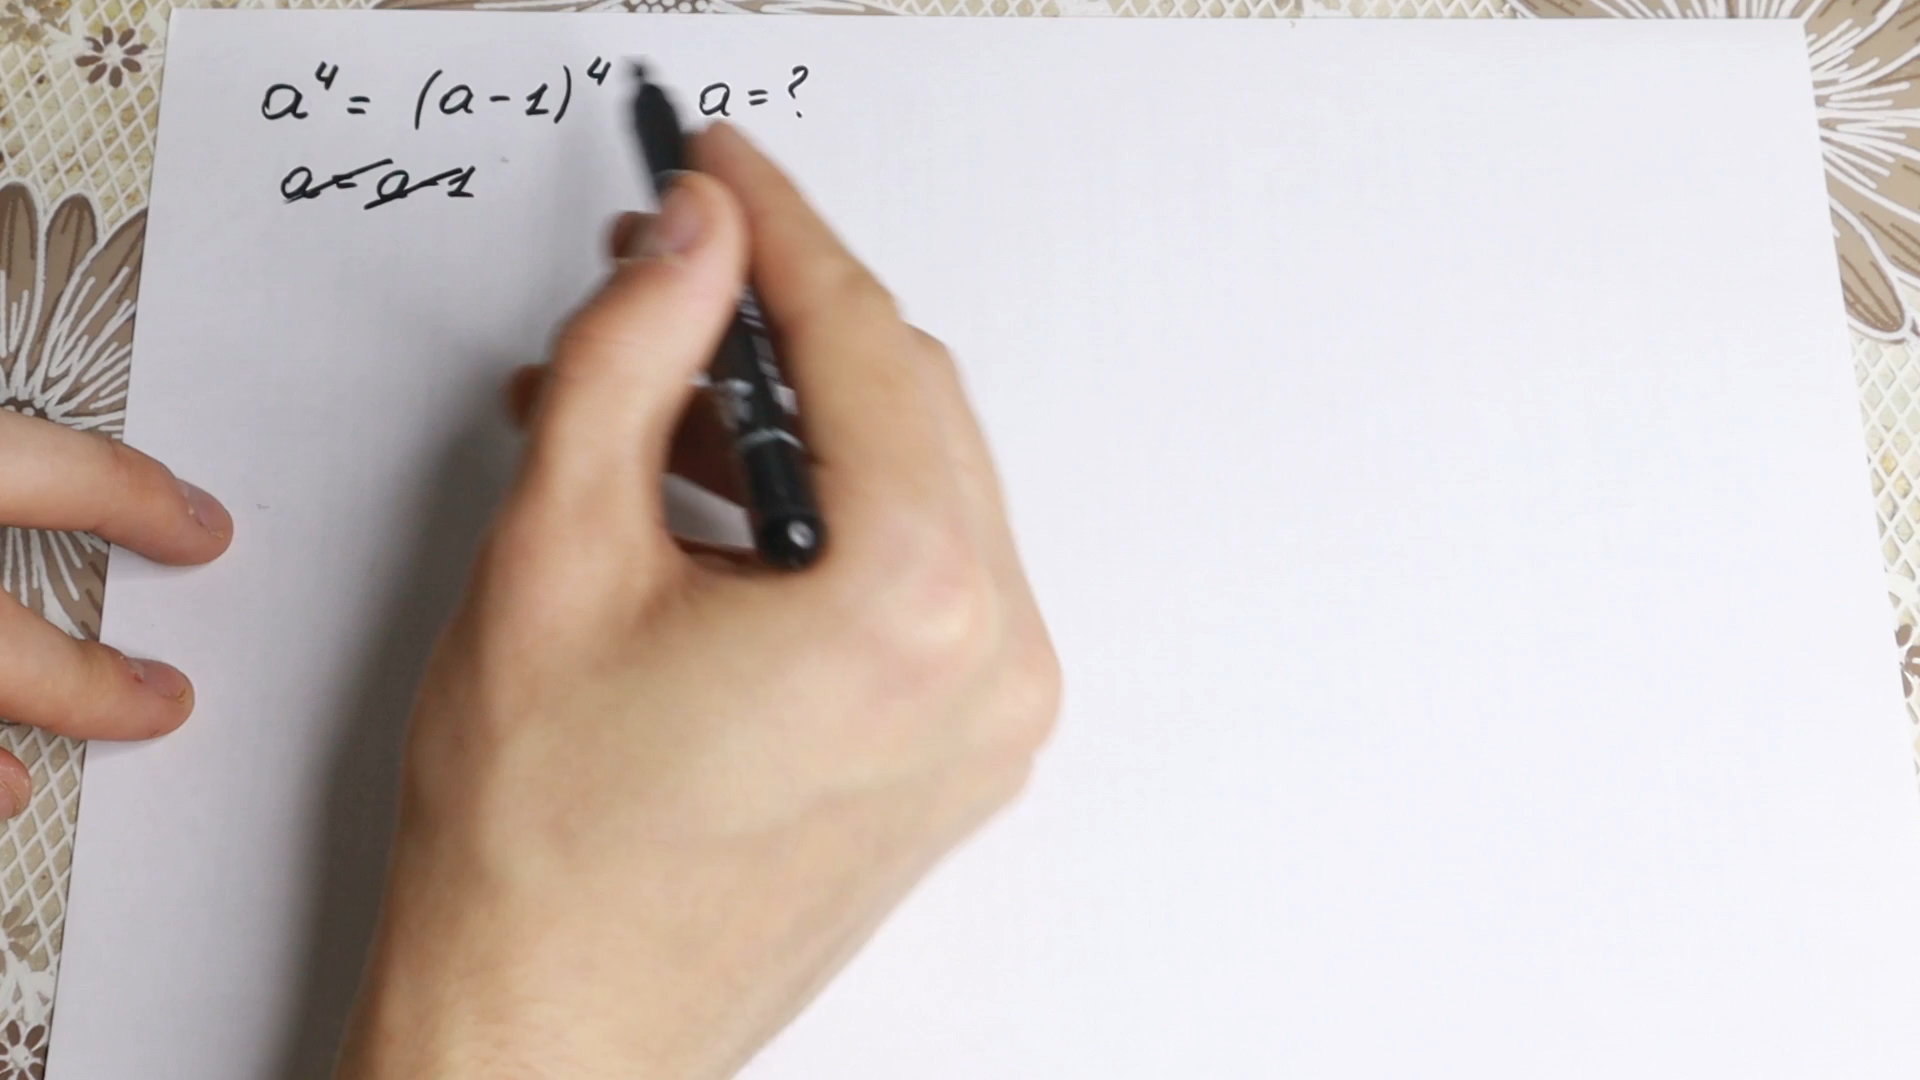 a⁴ = (a-1)⁴ a = ?
a = a-1